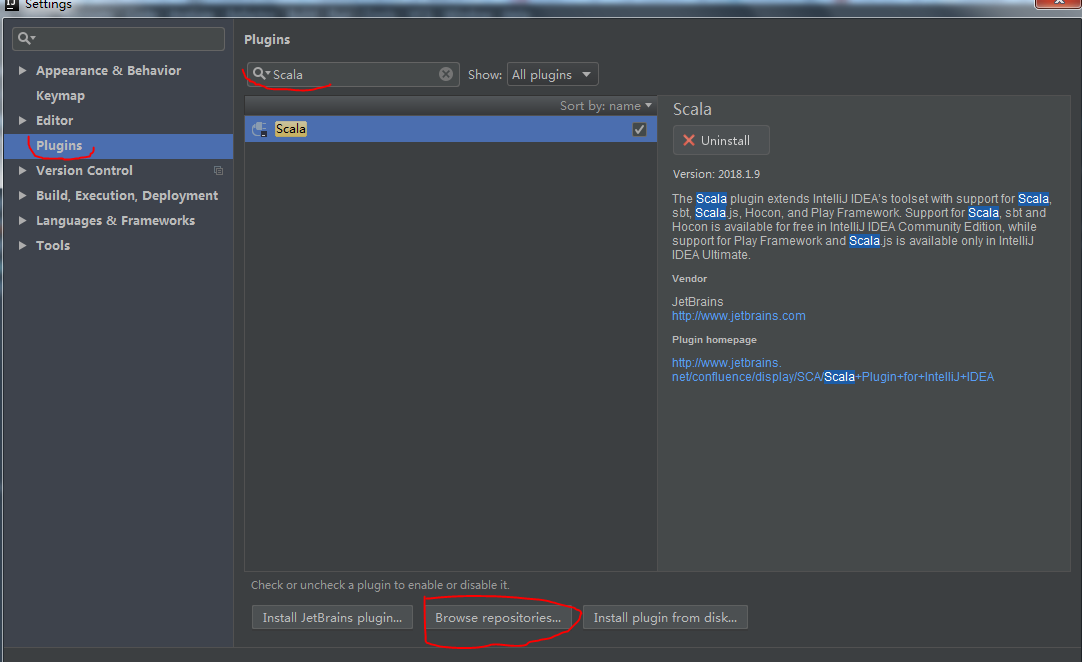 Settings
Appearance & Behavior
Keymap
Editor
Plugins
Version Control
Build, Execution, Deployment
Languages & Frameworks
Tools
Plugins
Scala
Show: All plugins
Sort by: name
Scala
Scala
Uninstall
Version: 2018.1.9
The Scala plugin extends IntelliJ IDEA's toolset with support for Scala,
sbt, Scala.js, Hocon, and Play Framework. Support for Scala, sbt and
Hocon is available for free in IntelliJ IDEA Community Edition, while
support for Play Framework and Scala.js is available only in IntelliJ
IDEA Ultimate.
Vendor
JetBrains
http://www.jetbrains.com
Plugin homepage
http://www.jetbrains.
net/confluence/display/SCA/Scala+Plugin+for+IntelliJ+IDEA
Check or uncheck a plugin to enable or disable it.
Install JetBrains plugin... Browse repositories... Install plugin from disk...